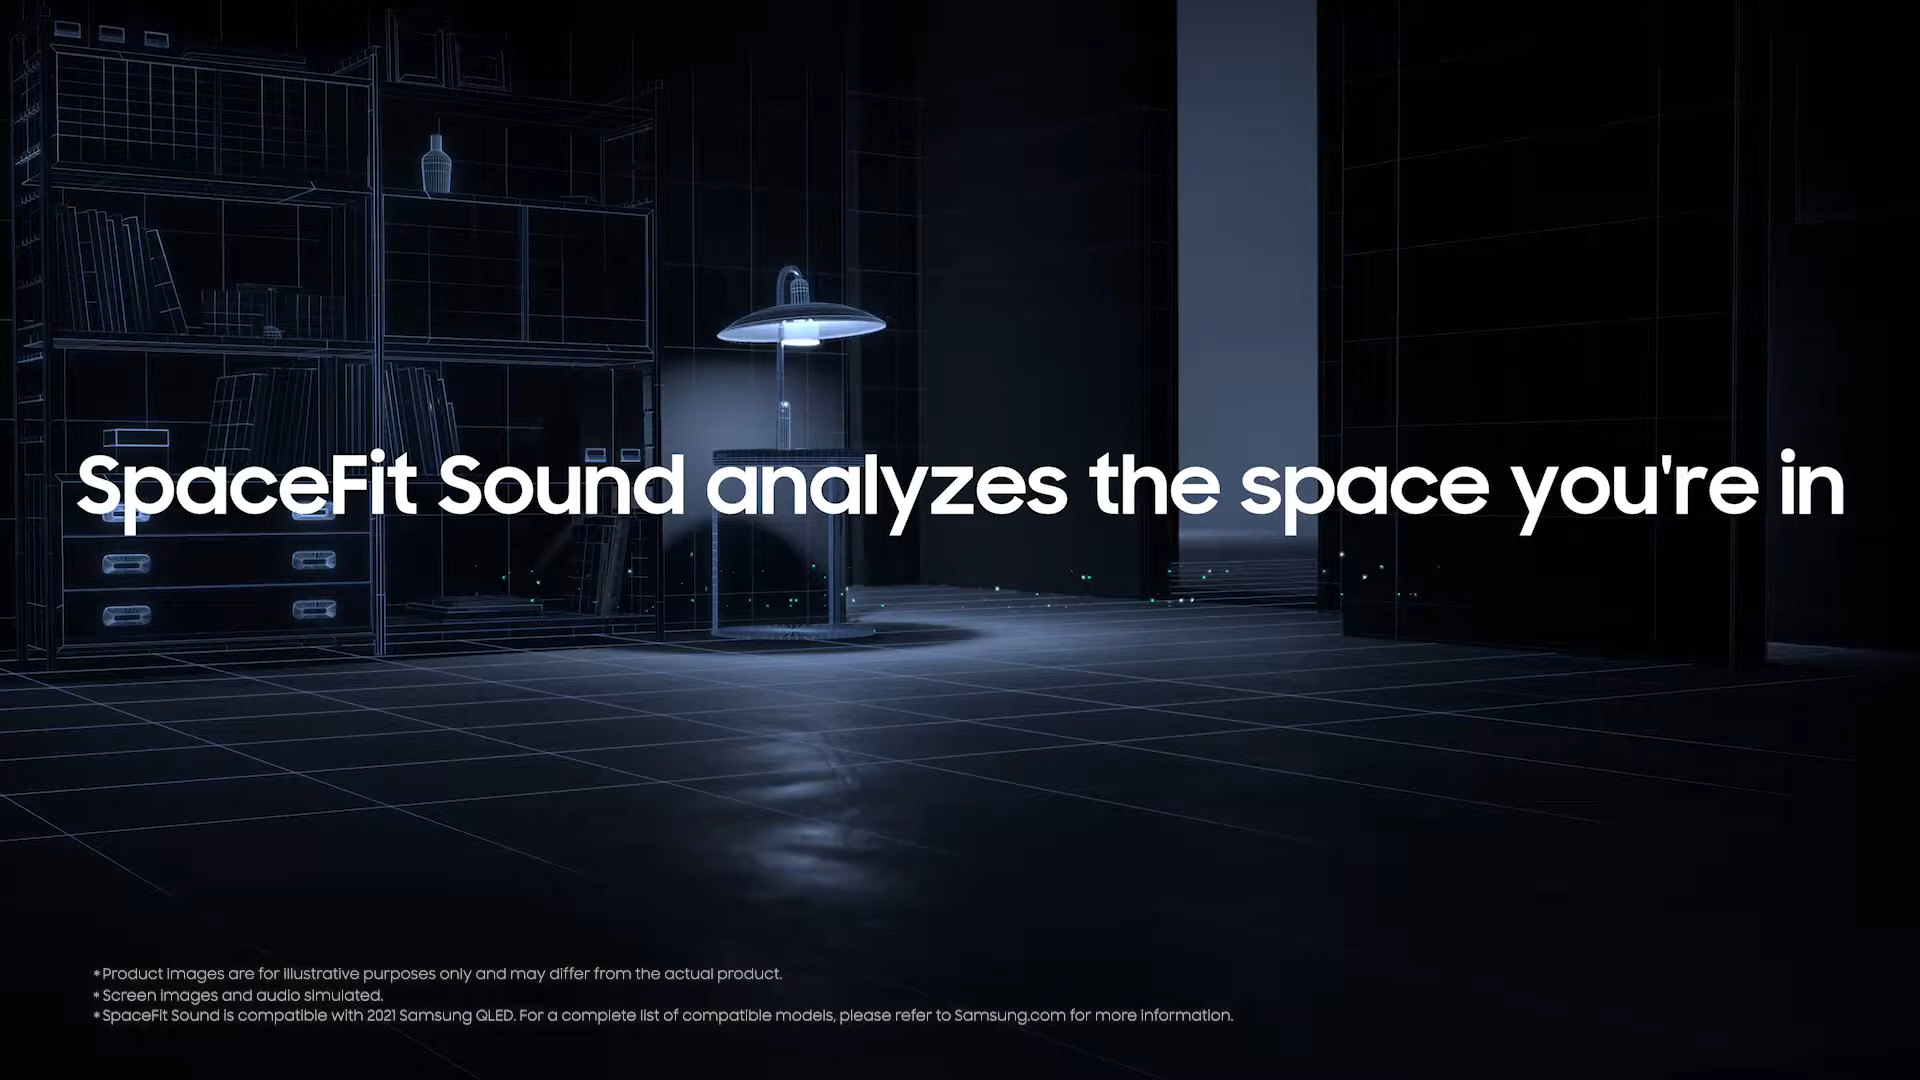 SpaceFit Sound analyzes the space you're in
*Product images are for illustrative purposes only and may differ from the actual product.
*Screen images and audio simulated.
*SpaceFit Sound is compatible with 2021 Samsung QLED. For a complete list of compatible models, please refer to Samsung.com for more information.